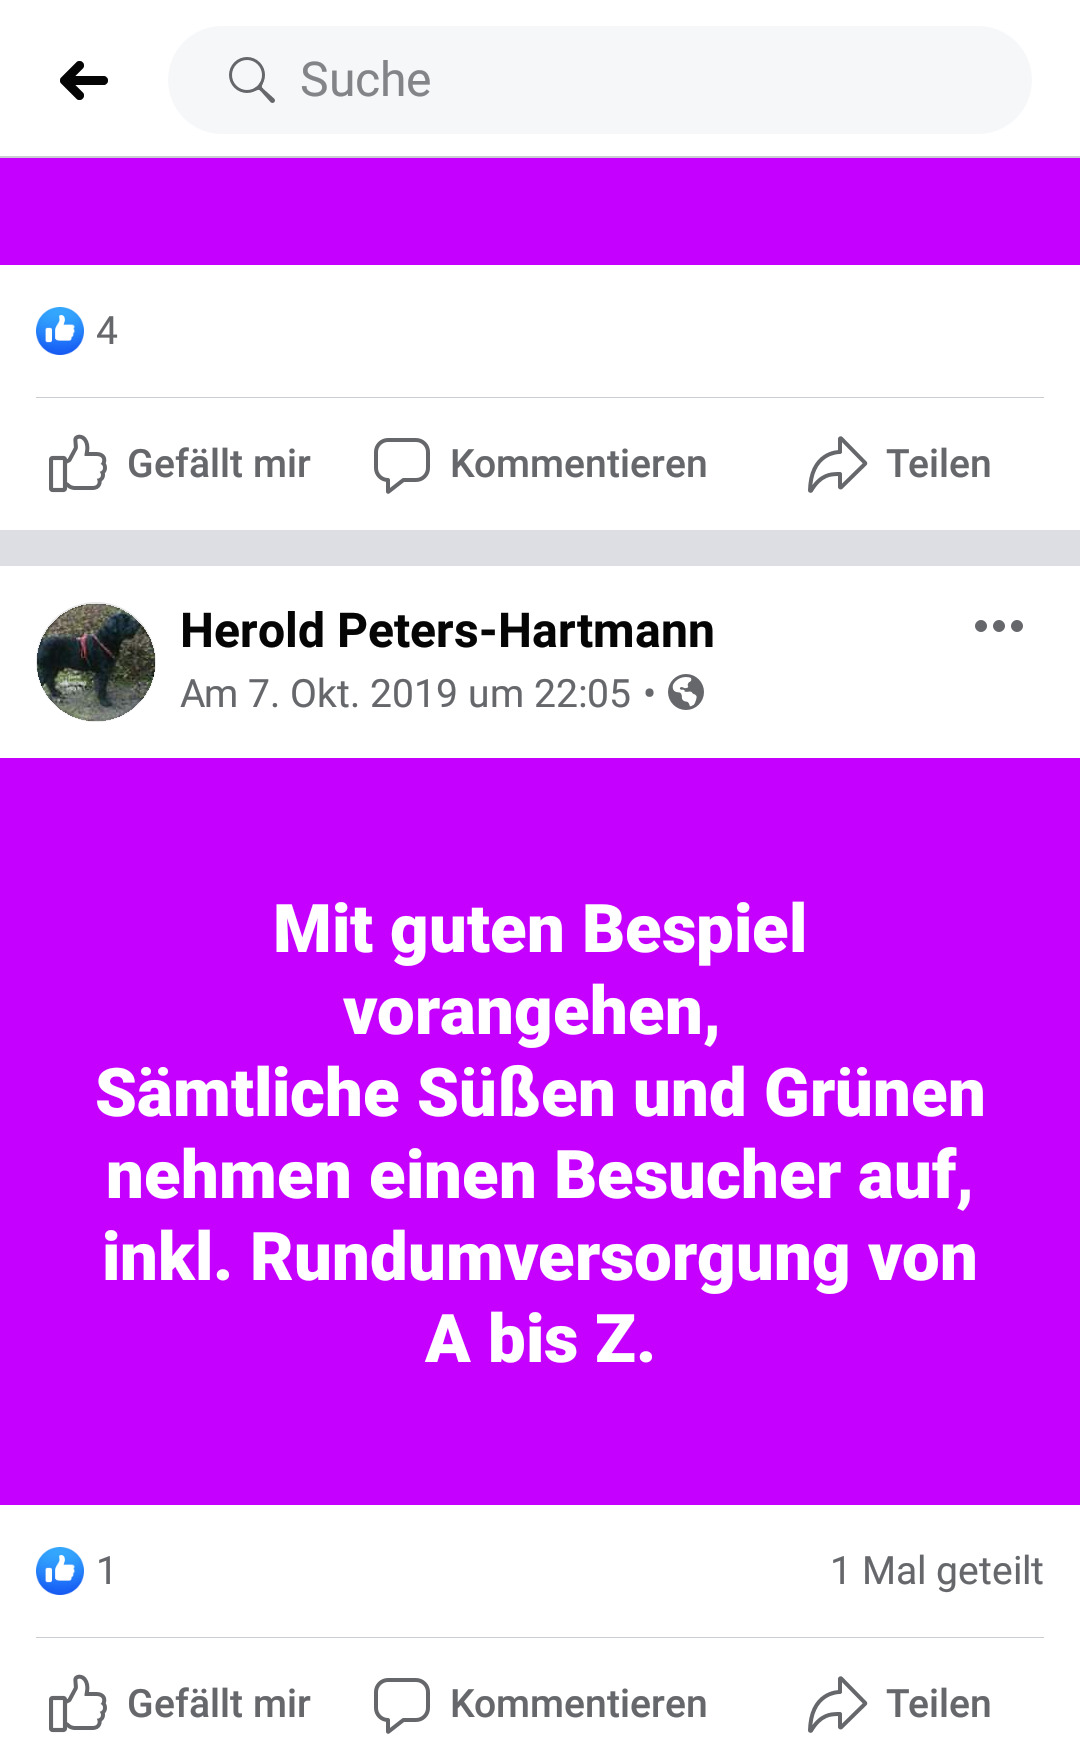 Suche
4
Gefällt mir Kommentieren Teilen
Herold Peters-Hartmann
Am 7. Okt. 2019 um 22:05 •
Mit guten Bespiel
vorangehen,
Sämtliche Süßen und Grünen
nehmen einen Besucher auf,
inkl. Rundumversorgung von
A bis Z.
1 1 Mal geteilt
Gefällt mir Kommentieren Teilen